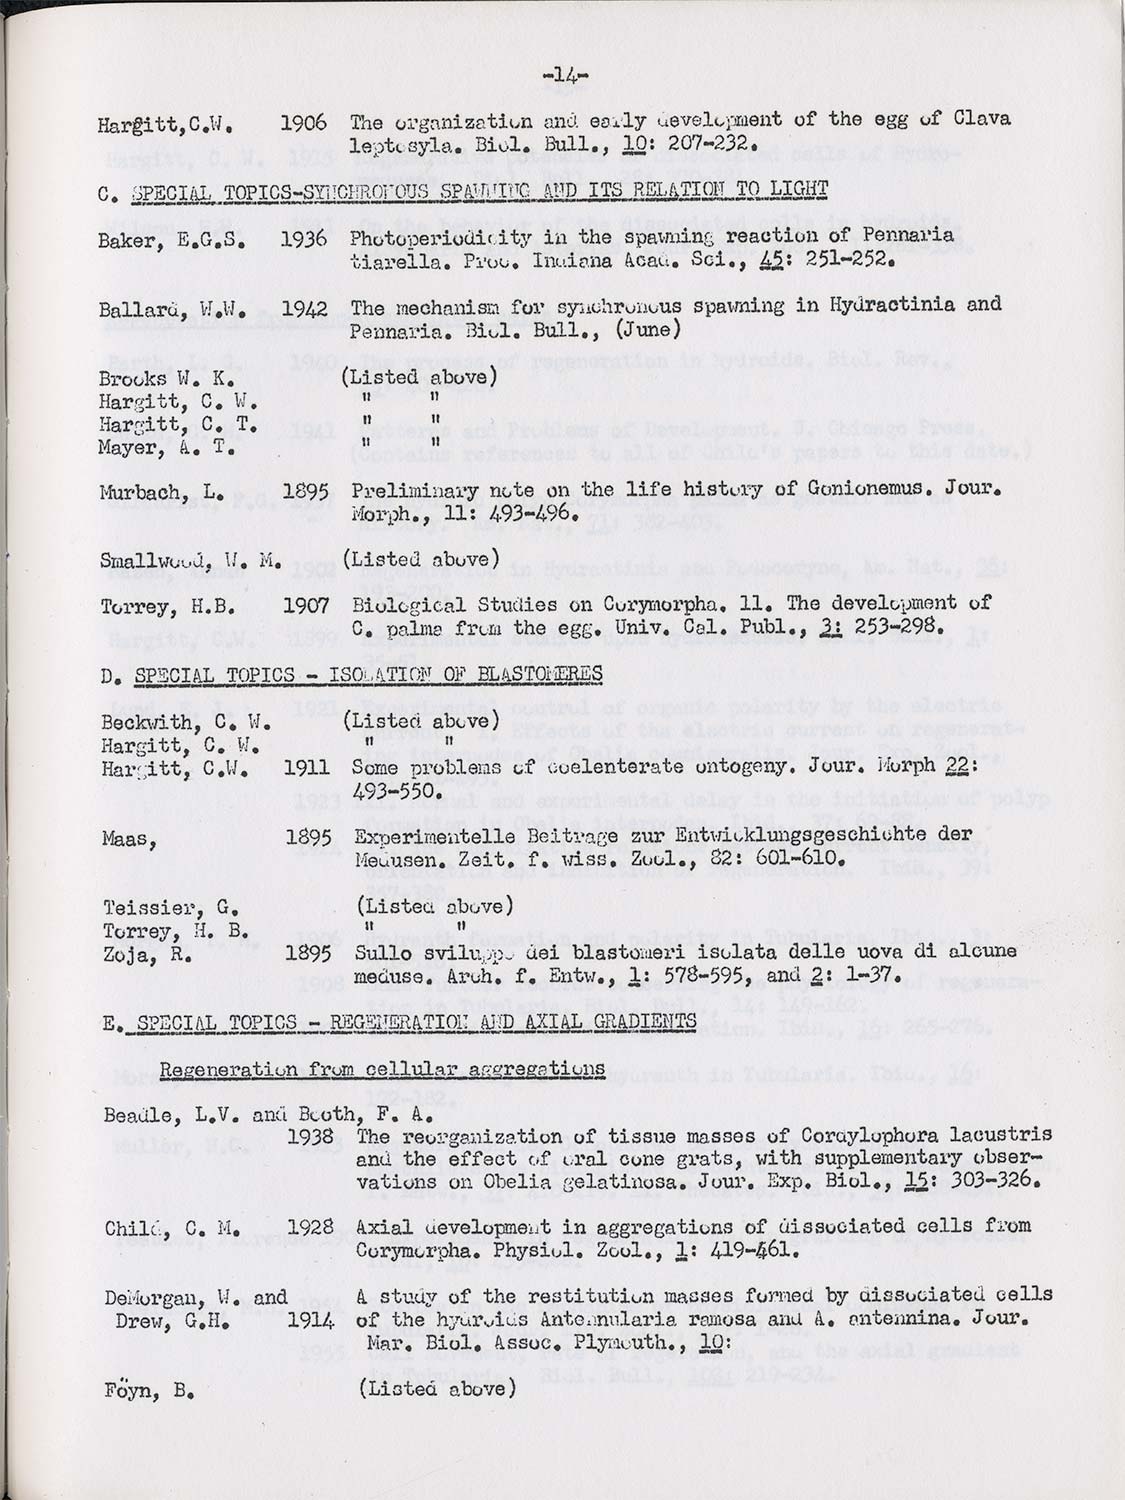 -14-
Hargitt,C.W. 1906 The organization and early development of the egg of Clava
leptosyla. Biol. Bull., 10: 207-232.
C. SPECIAL TOPICS-SYNCHRONOUS SPAWNING AND ITS RELATION TO LIGHT
Baker, E.G.S. 1936 Photoperiodicity in the spawning reaction of Pennaria
tiarella. Proc. Indiana Acad. Sci., 45: 251-252.
Ballard, W.W. 1942 The mechanism for synchronous spawning in Hydractinia and
Pennaria. Biol. Bull., (June)
Brooks W. K. (Listed above)
Hargitt, C. W. " "
Hargitt, C. T. " "
Mayer, A. T. " "
Murbach, L. 1895 Preliminary note on the life history of Gonionemus. Jour.
Morph., 11: 493-496.
Smallwood, W. M. (Listed above)
Torrey, H.B. 1907 Biological Studies on Corymorpha. 11. The development of
C. palma from the egg. Univ. Cal. Publ., 3: 253-298.
D. SPECIAL TOPICS - ISOLATION OF BLASTOMERES
Beckwith, C. W. (Listed above)
Hargitt, C. W. " "
Hargitt, C.W. 1911 Some problems of coelenterate ontogeny. Jour. Morph 22:
493-550.
Maas, 1895 Experimentelle Beitrage zur Entwicklungsgeschichte der
Medusen. Zeit. f. wiss. Zool., 82: 601-610.
Teissier, G. (Listed above)
Torrey, H. B. " "
Zoja, R. 1895 Sullo sviluppo dei blastomeri isolata delle uova di alcune
meduse. Arch. f. Entw., 1: 578-595, and 2: 1-37.
E. SPECIAL TOPICS - REGENERATION AND AXIAL GRADIENTS
Regeneration from cellular aggregations
Beadle, L.V. and Booth, F. A.
1938 The reorganization of tissue masses of Cordylophora lacustris
and the effect of oral cone grats, with supplementary obser-
vations on Obelia gelatinosa. Jour. Exp. Biol., 15: 303-326.
Child, C. M. 1928 Axial development in aggregations of dissociated cells from
Corymorpha. Physiol. Zool., 1: 419-461.
DeMorgan, W. and A study of the restitution masses formed by dissociated cells
Drew, G.H. 1914 of the hydroids Antennularia ramosa and A. antennina. Jour.
Mar. Biol. Assoc. Plymouth., 10:
Föyn, B. (Listed above)